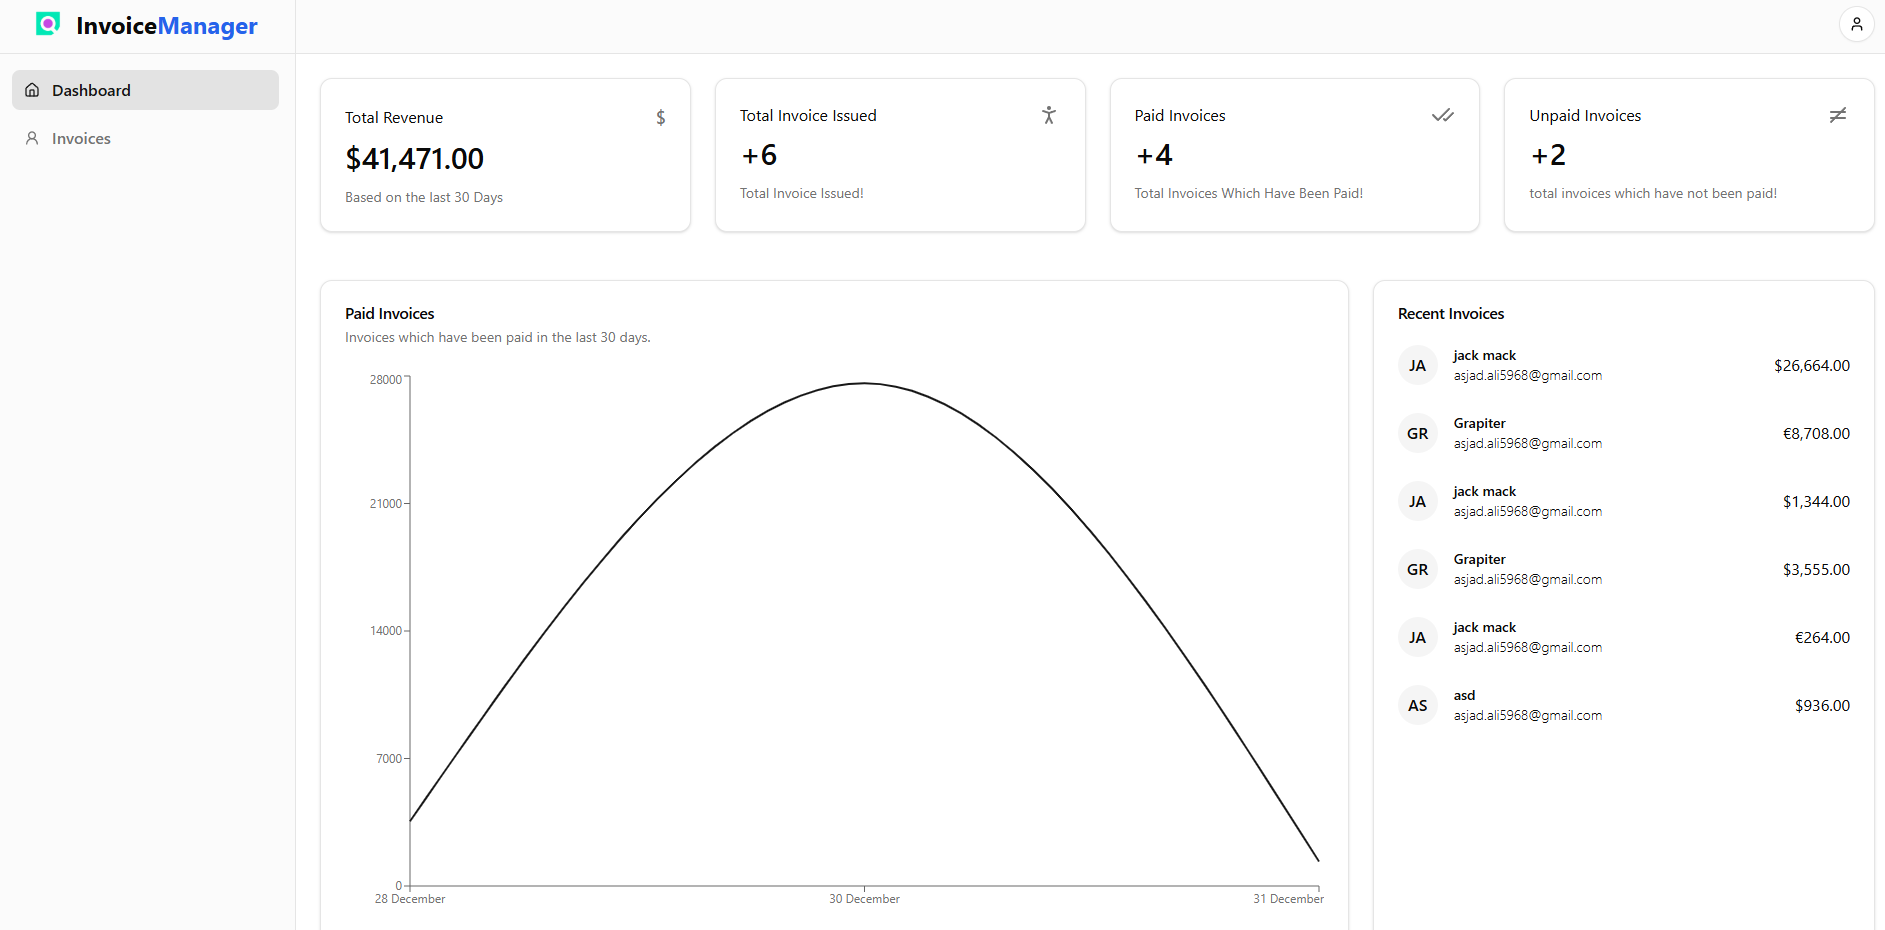 InvoiceManager
Dashboard
Invoices
Total Revenue
$
$41,471.00
Based on the last 30 Days
Total Invoice Issued
+6
Total Invoice Issued!
Paid Invoices
+4
Total Invoices Which Have Been Paid!
Unpaid Invoices
+2
total invoices which have not been paid!
Paid Invoices
Invoices which have been paid in the last 30 days.
28000
21000
14000
7000
0
28 December
30 December
31 December
Recent Invoices
JA
jack mack
asjad.ali5968@gmail.com
$26,664.00
GR
Grapiter
asjad.ali5968@gmail.com
€8,708.00
JA
jack mack
asjad.ali5968@gmail.com
$1,344.00
GR
Grapiter
asjad.ali5968@gmail.com
$3,555.00
JA
jack mack
asjad.ali5968@gmail.com
€264.00
AS
asd
asjad.ali5968@gmail.com
$936.00